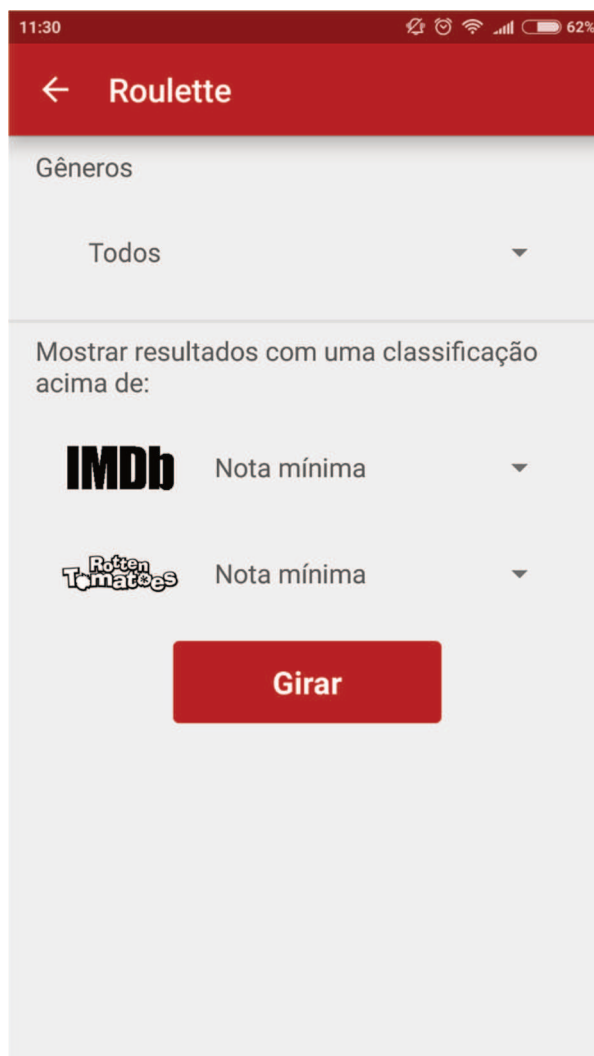 11:30
62%
Roulette
Gêneros
Todos
Mostrar resultados com uma classificação
acima de:
IMDb
Nota mínima
Rotten
Tomatoes
Nota mínima
Girar